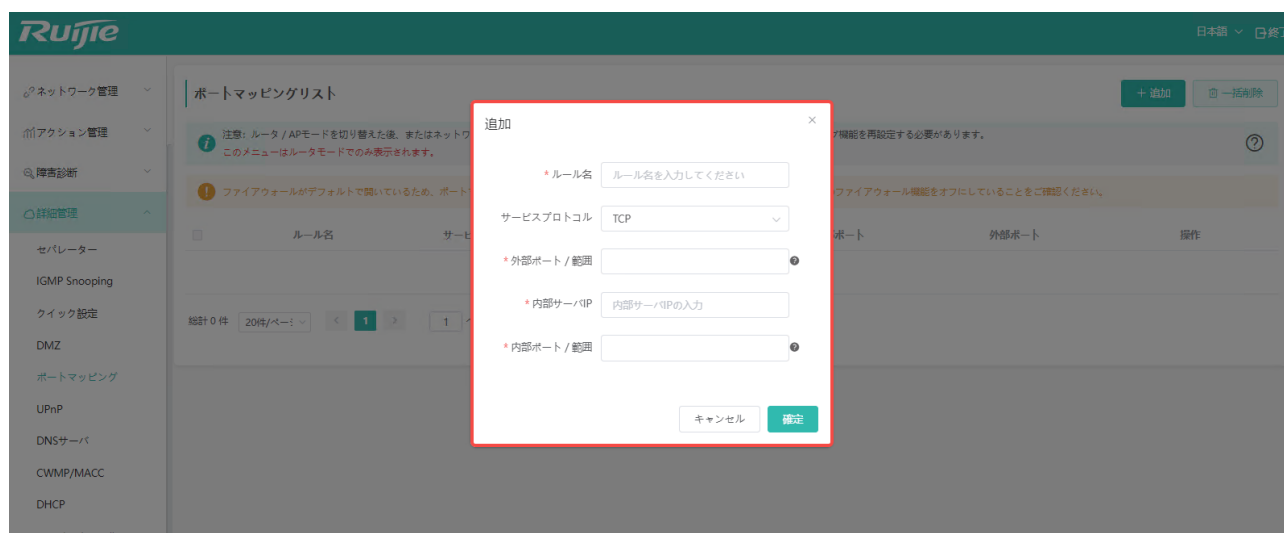 Ruijie
日本語
終了
ネットワーク管理
アクション管理
障害診断
詳細管理
セパレーター
IGMP Snooping
クイック設定
DMZ
ポートマッピング
UPnP
DNSサーバ
CWMP/MACC
DHCP
ポートマッピングリスト
+ 追加
一括削除
注意：ルータ / APモードを切り替えた後、またはネットワ
機能を再設定する必要があります。
このメニューはルータモードでのみ表示されます。
ファイアウォールがデフォルトで開いているため、ポート
ファイアウォール機能をオフにしていることをご確認ください。
ルール名
サービ
ポート
外部ポート
操作
総計 0 件
20件/ペー
1
1
追加
* ルール名
ルール名を入力してください
サービスプロトコル
TCP
* 外部ポート / 範囲
* 内部サーバIP
内部サーバIPの入力
* 内部ポート / 範囲
キャンセル
確定